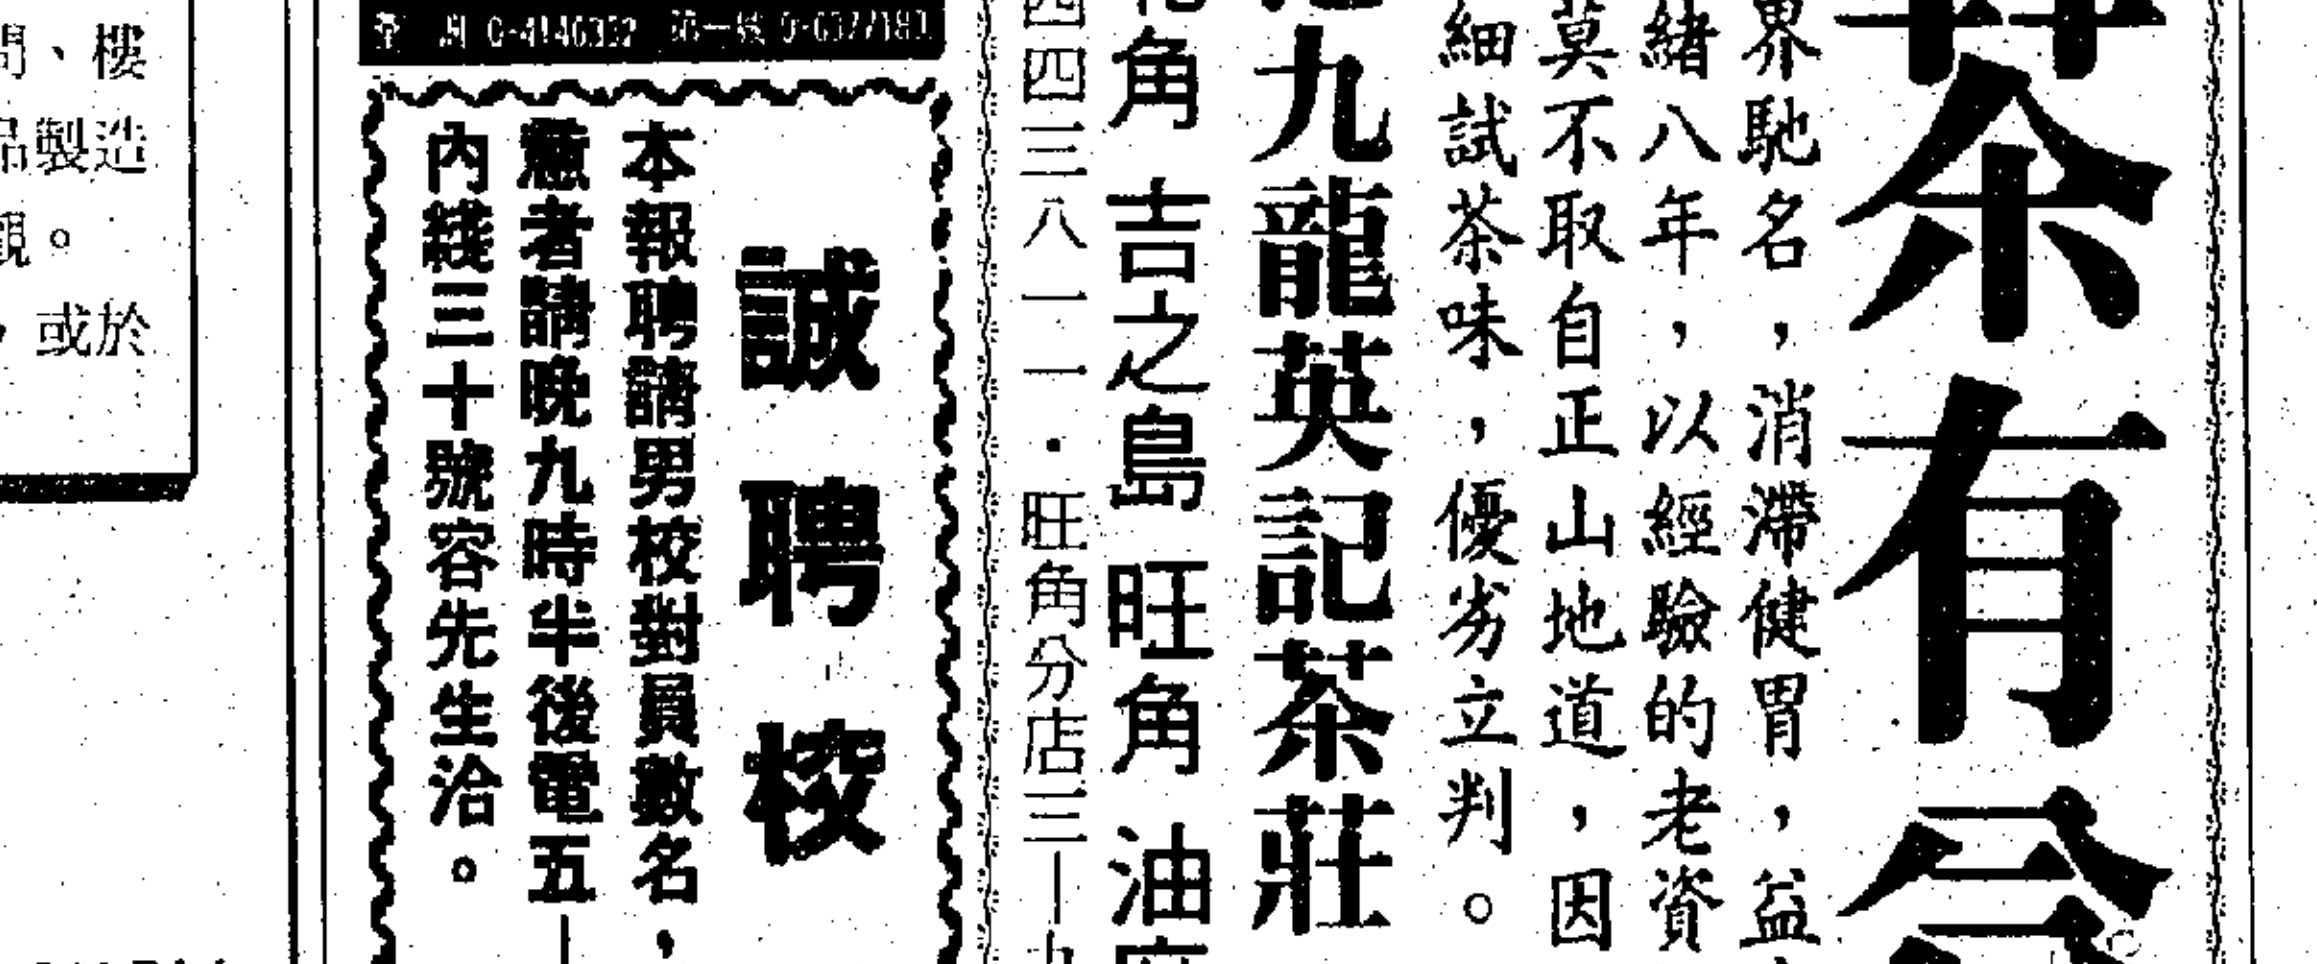 茶有
界馳名，消滯健胃，益
緒八年，以經驗的老資
莫不取自正山地道，因
細試茶味，優劣立判。
九龍英記茶莊
角 吉之島 旺角 油
四四三八一一．旺角分店三—九
誠聘校
本報聘請男校對員數名，
意者請晚九時半後電五—
內綫三十號容先生洽。
、樓
製造
觀。
，或於